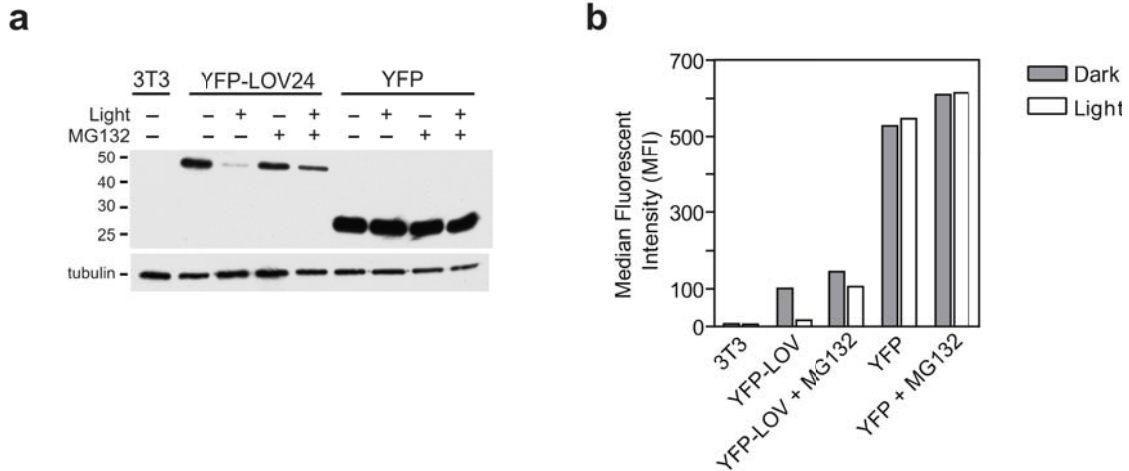 a
3T3 YFP-LOV24 YFP
Light – – + – + – + – +
MG132 – – – + + – – + +
50 –
40 –
30 –
25 –
tubulin –
b
Median Fluorescent
Intensity (MFI)
700
500
300
100
0
3T3
YFP-LOV
YFP-LOV + MG132
YFP
YFP + MG132
Dark
Light